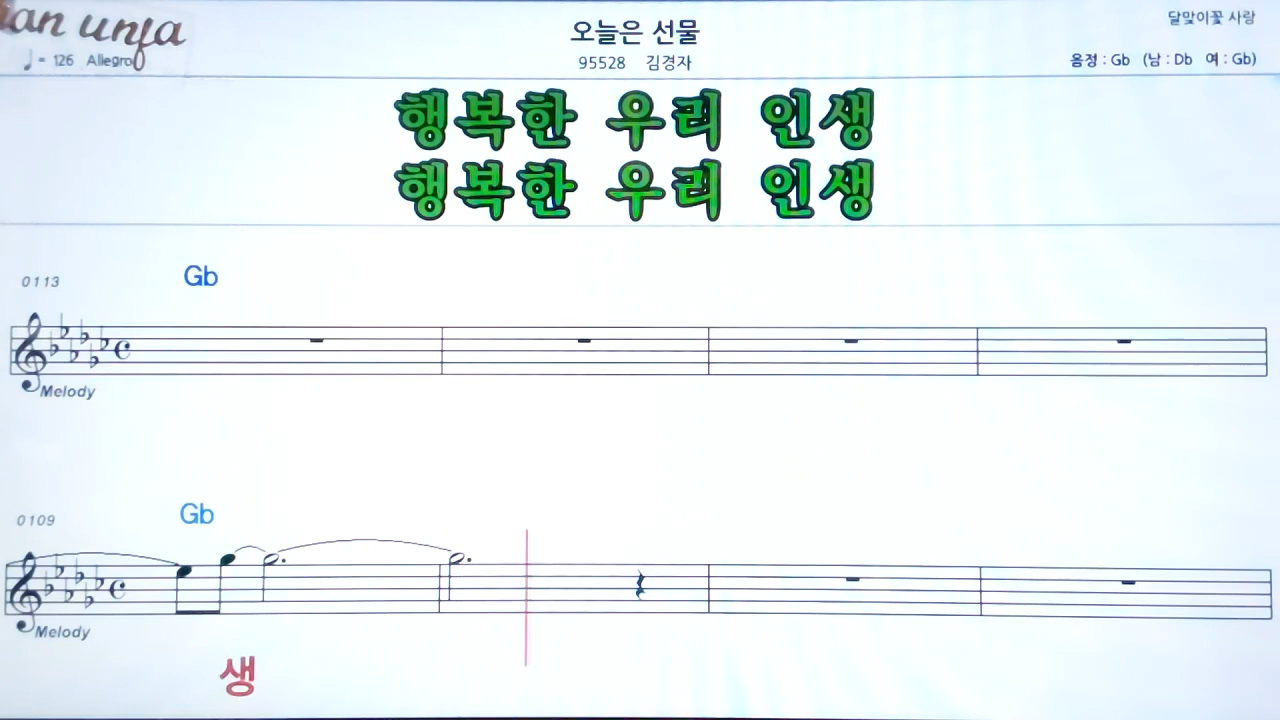 an unja
오늘은 선물
달맞이꽃 사랑
♩= 126 Allegro
95528 김경자
음정 : Gb (남 : Db 여 : Gb)
행복한 우리 인생
행복한 우리 인생
0113
Gb
Melody
0109
Gb
Melody
생